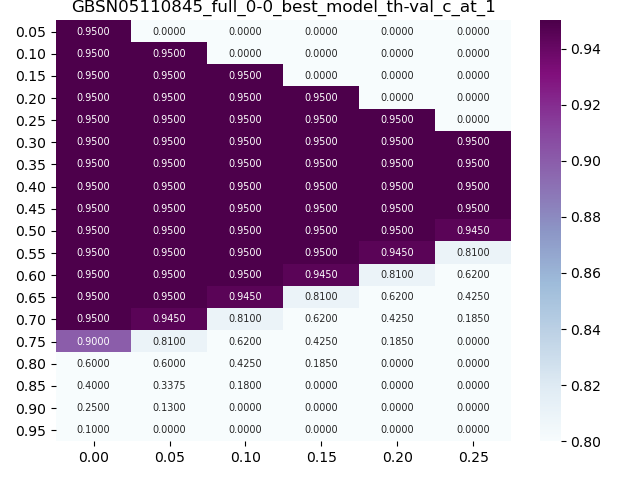 GBSN05110845_full_0-0_best_model_th-val_c_at_1
0.05 0.9500 0.0000 0.0000 0.0000 0.0000 0.0000
0.10 0.9500 0.9500 0.0000 0.0000 0.0000 0.0000
0.15 0.9500 0.9500 0.9500 0.0000 0.0000 0.0000
0.20 0.9500 0.9500 0.9500 0.9500 0.0000 0.0000
0.25 0.9500 0.9500 0.9500 0.9500 0.9500 0.0000
0.30 0.9500 0.9500 0.9500 0.9500 0.9500 0.9500
0.35 0.9500 0.9500 0.9500 0.9500 0.9500 0.9500
0.40 0.9500 0.9500 0.9500 0.9500 0.9500 0.9500
0.45 0.9500 0.9500 0.9500 0.9500 0.9500 0.9500
0.50 0.9500 0.9500 0.9500 0.9500 0.9500 0.9450
0.55 0.9500 0.9500 0.9500 0.9500 0.9450 0.8100
0.60 0.9500 0.9500 0.9500 0.9450 0.8100 0.6200
0.65 0.9500 0.9500 0.9450 0.8100 0.6200 0.4250
0.70 0.9500 0.9450 0.8100 0.6200 0.4250 0.1850
0.75 0.9000 0.8100 0.6200 0.4250 0.1850 0.0000
0.80 0.6000 0.6000 0.4250 0.1850 0.0000 0.0000
0.85 0.4000 0.3375 0.1800 0.0000 0.0000 0.0000
0.90 0.2500 0.1300 0.0000 0.0000 0.0000 0.0000
0.95 0.1000 0.0000 0.0000 0.0000 0.0000 0.0000
0.00 0.05 0.10 0.15 0.20 0.25
0.94
0.92
0.90
0.88
0.86
0.84
0.82
0.80